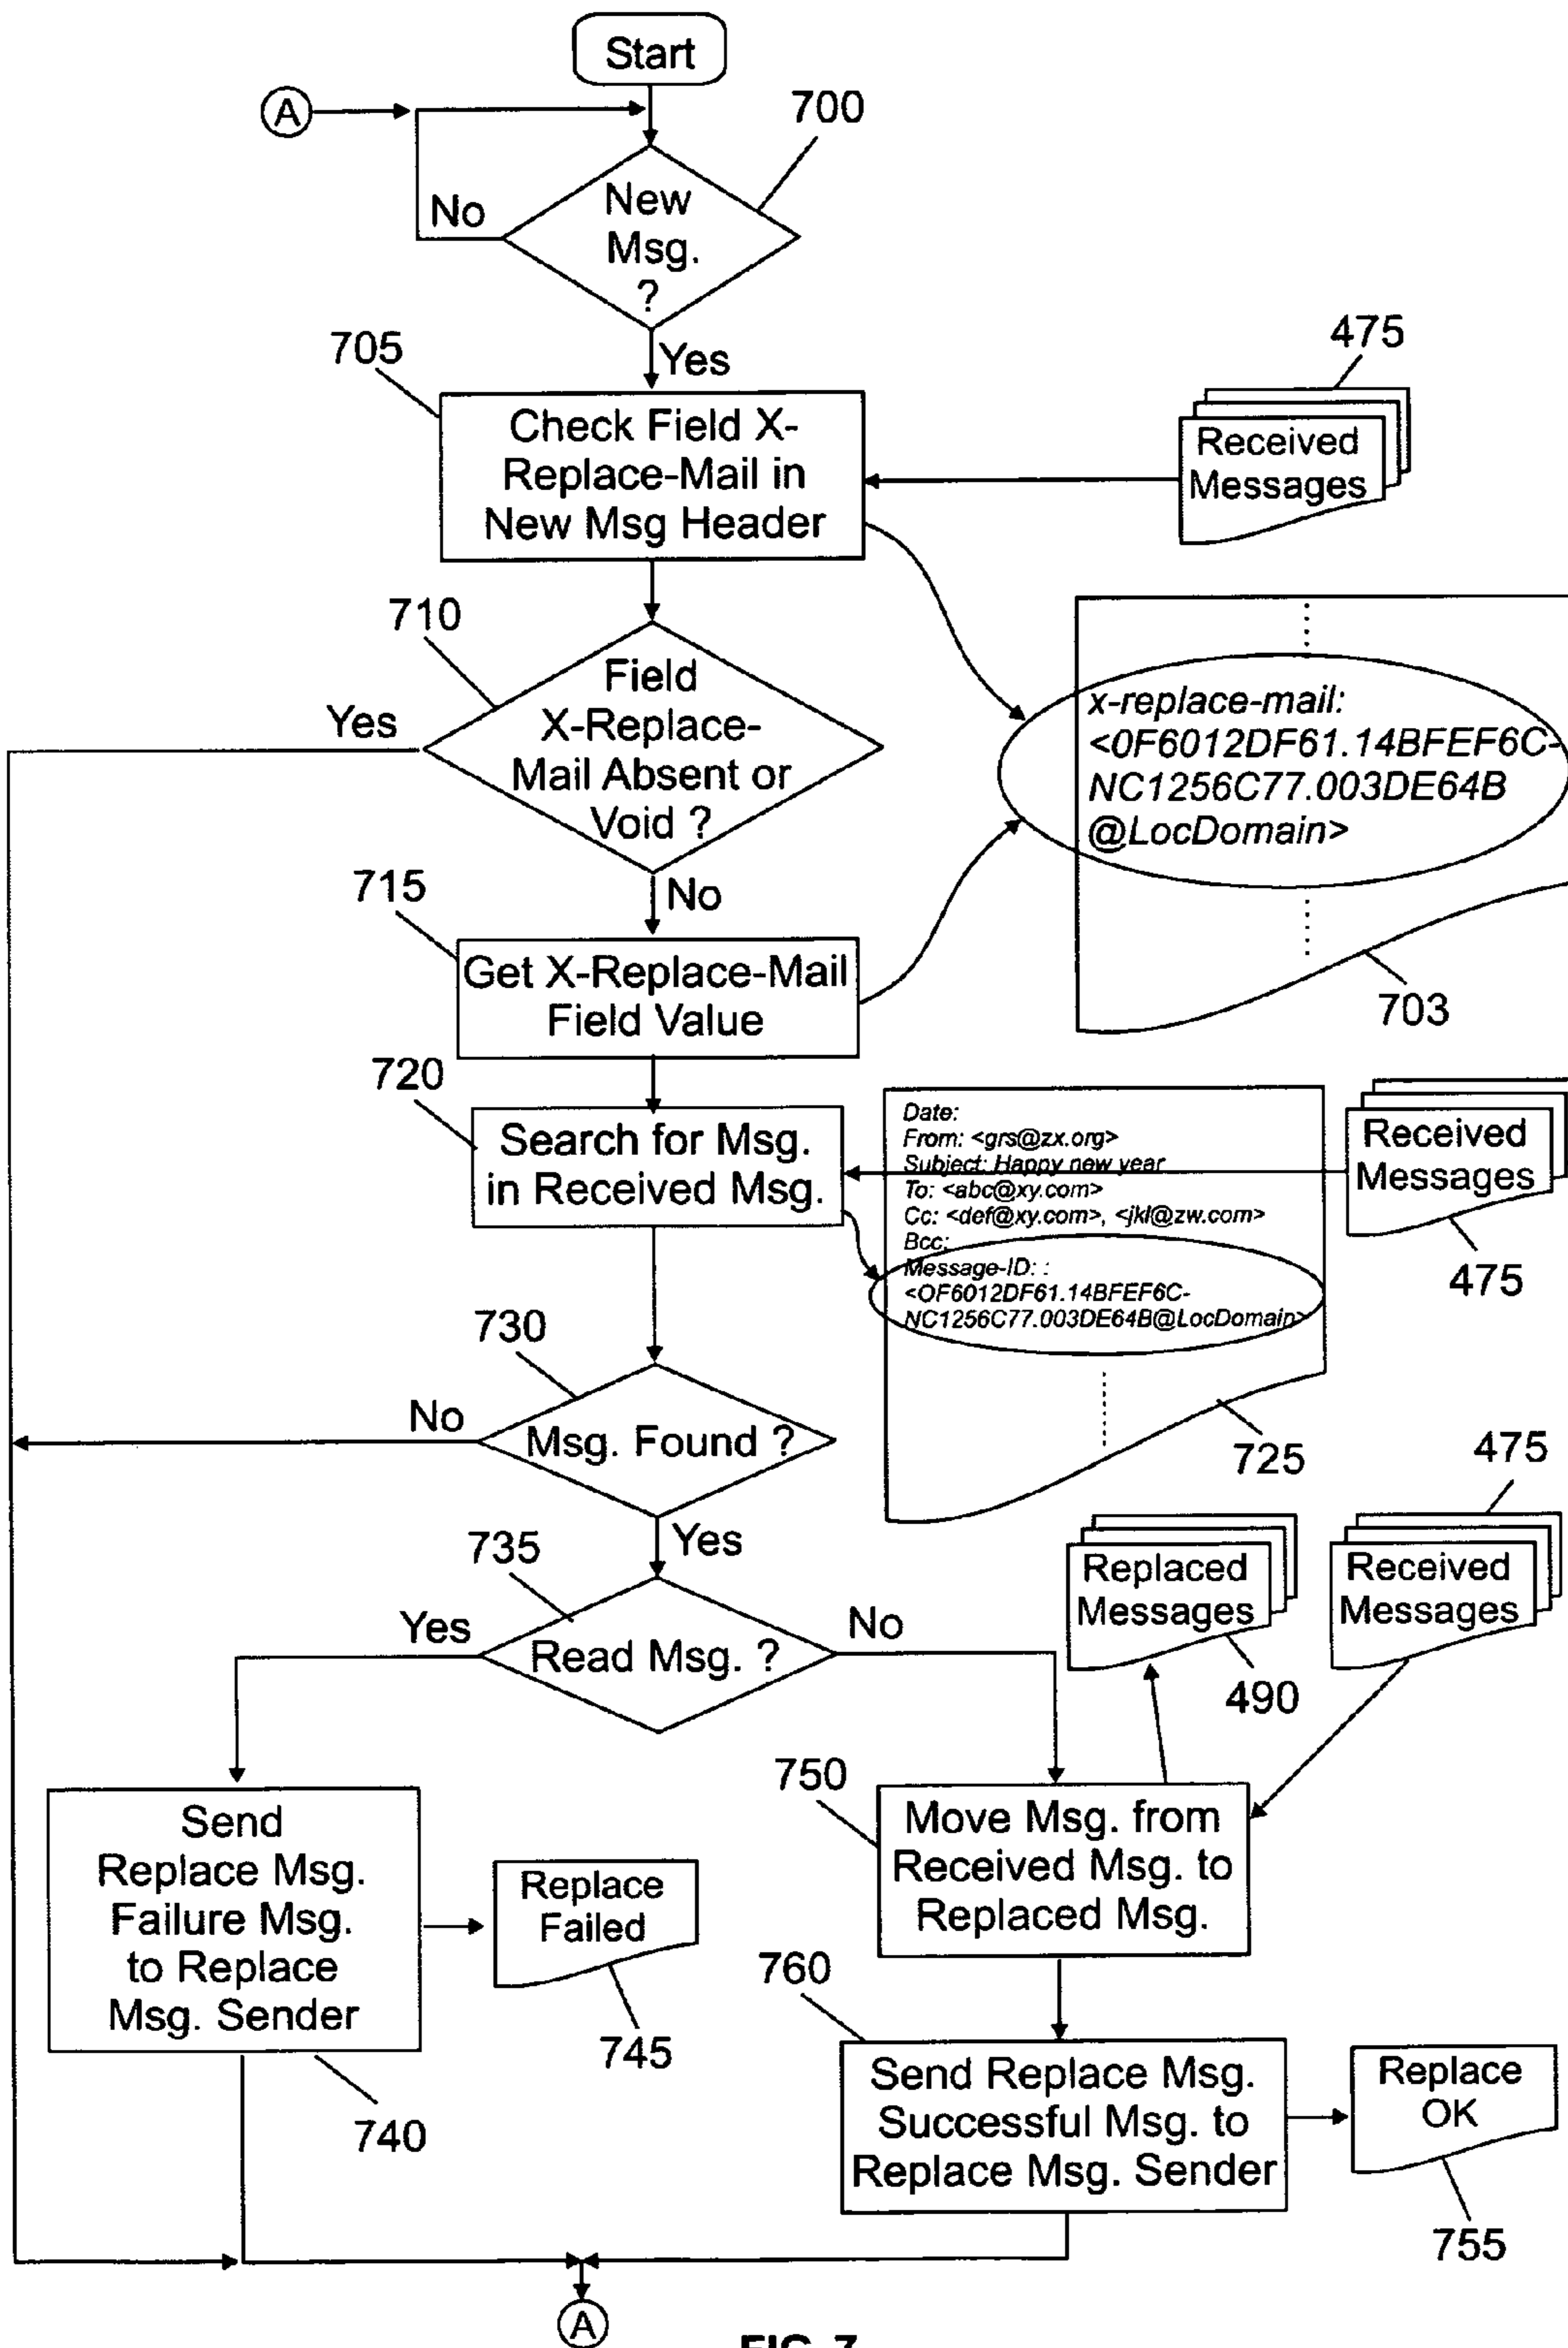 Start
A
700
New
Msg.
?
No
Yes
705
Check Field X-
Replace-Mail in
New Msg Header
475
Received
Messages
710
Field
X-Replace-
Mail Absent or
Void ?
Yes
No
x-replace-mail:
<0F6012DF61.14BFEF6C-
NC1256C77.003DE64B
@LocDomain>
703
715
Get X-Replace-Mail
Field Value
720
Search for Msg.
in Received Msg.
Date:
From: <grs@zx.org>
Subject: Happy new year
To: <abc@xy.com>
Cc: <def@xy.com>, <jkl@zw.com>
Bcc:
Message-ID: :
<OF6012DF61.14BFEF6C-
NC1256C77.003DE64B@LocDomain>
725
Received
Messages
475
730
Msg. Found ?
No
Yes
735
Read Msg. ?
Yes
No
Replaced
Messages
490
475
Received
Messages
750
Move Msg. from
Received Msg. to
Replaced Msg.
Send
Replace Msg.
Failure Msg.
to Replace
Msg. Sender
740
Replace
Failed
745
760
Send Replace Msg.
Successful Msg. to
Replace Msg. Sender
Replace
OK
755
A
FIG. 7